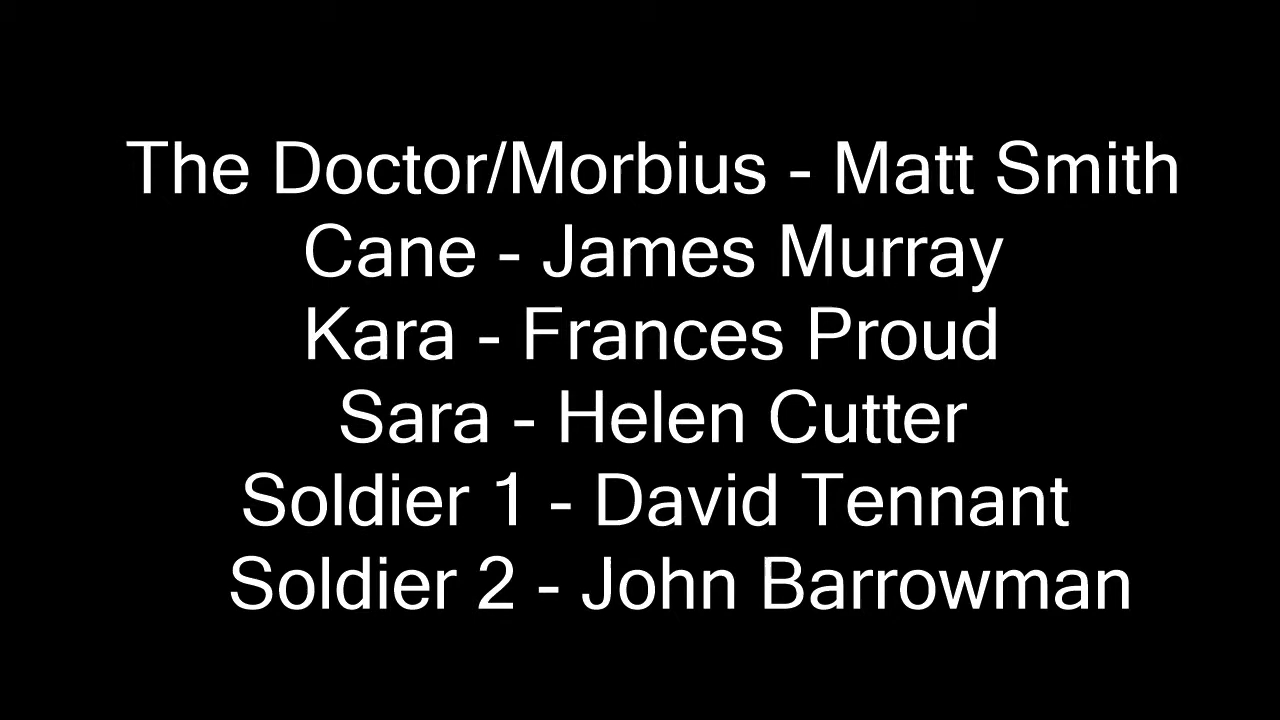 The Doctor/Morbius - Matt Smith
Cane - James Murray
Kara - Frances Proud
Sara - Helen Cutter
Soldier 1 - David Tennant
Soldier 2 - John Barrowman